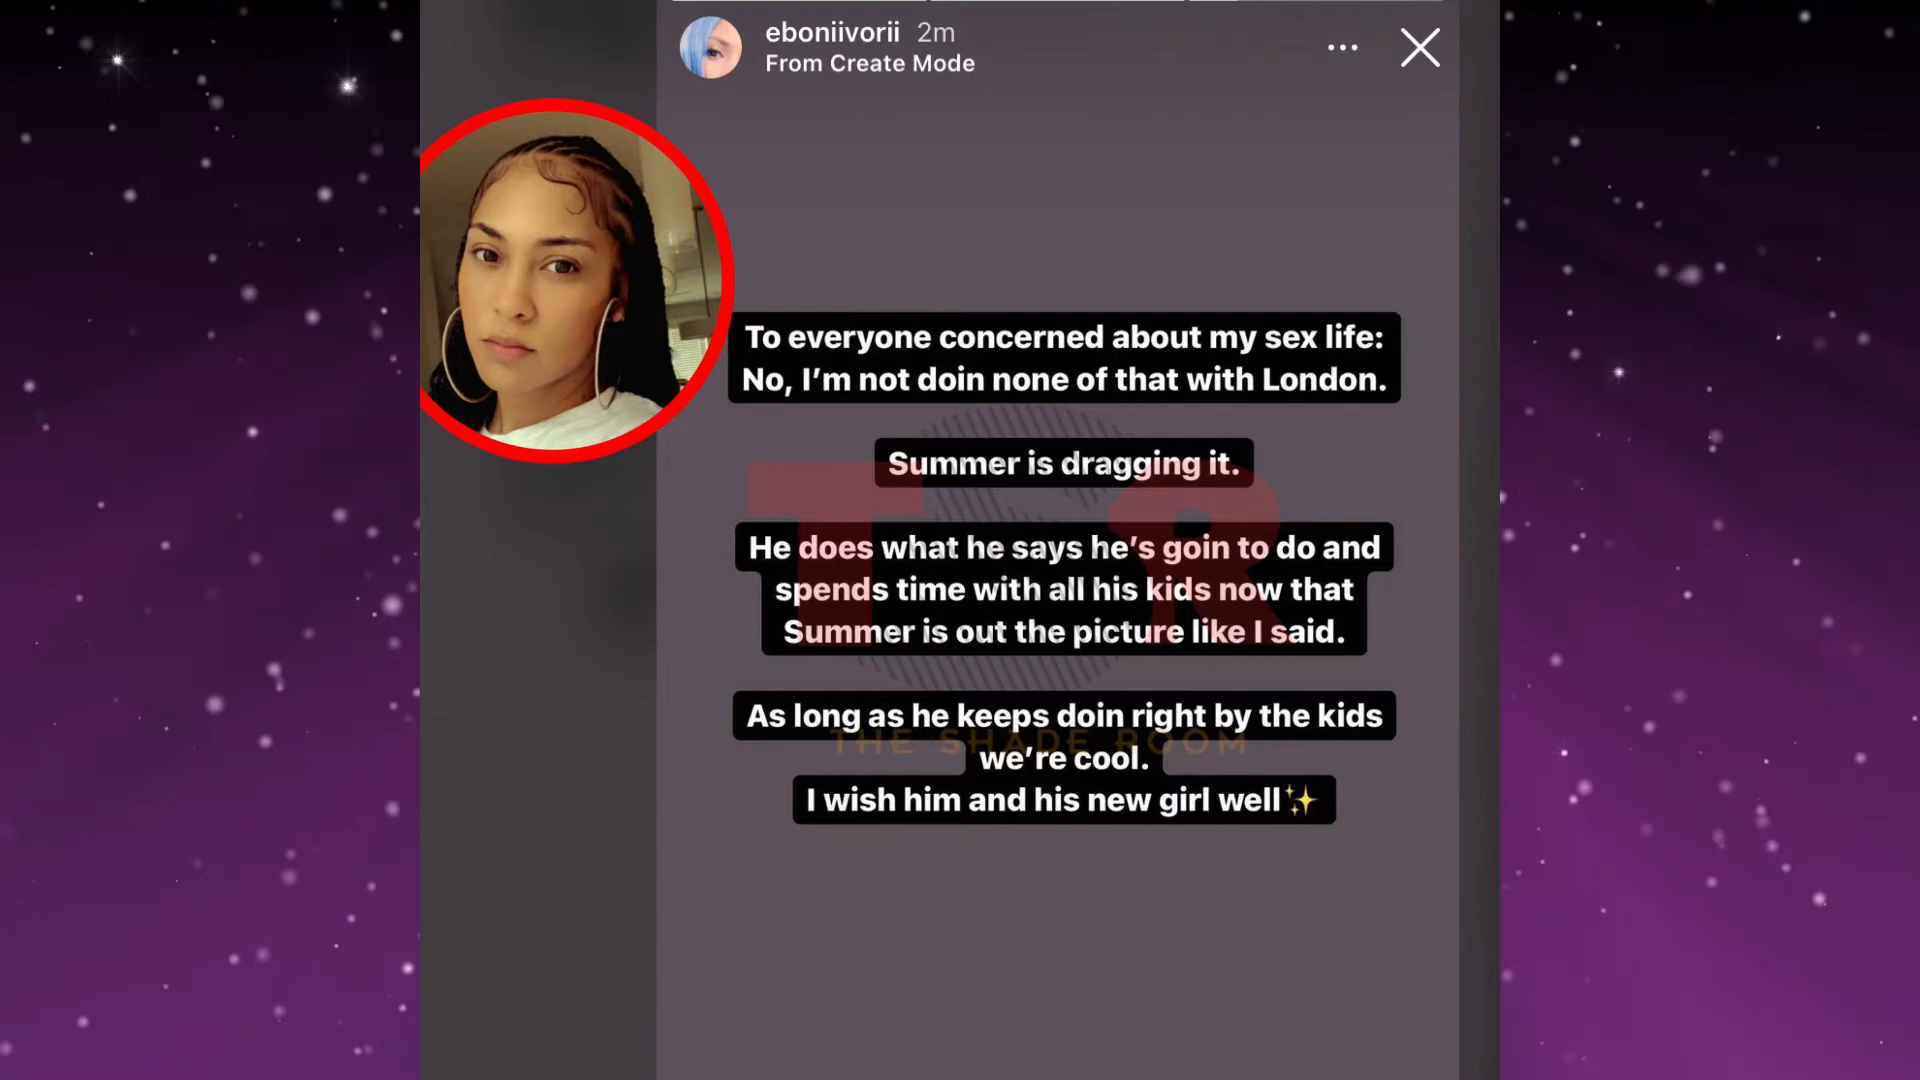 eboniivorii 2m
From Create Mode
To everyone concerned about my sex life:
No, I'm not doin none of that with London.
Summer is dragging it.
He does what he says he's goin to do and
spends time with all his kids now that
Summer is out the picture like I said.
As long as he keeps doin right by the kids
we're cool.
I wish him and his new girl well✨
TSR
THE SHADE ROOM